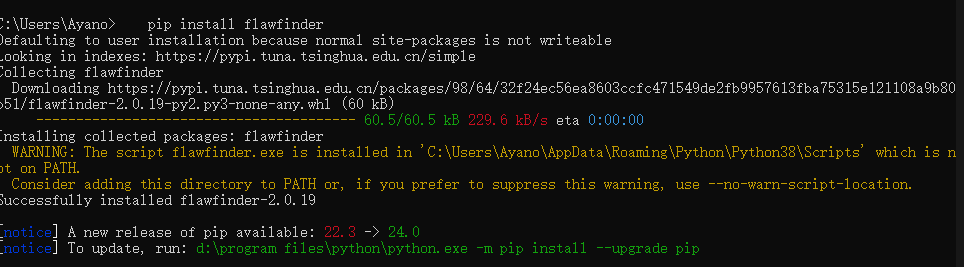 C:\Users\Ayano>    pip install flawfinder
Defaulting to user installation because normal site-packages is not writeable
Looking in indexes: https://pypi.tuna.tsinghua.edu.cn/simple
Collecting flawfinder
  Downloading https://pypi.tuna.tsinghua.edu.cn/packages/98/64/32f24ec56ea8603ccfc471549de2fb9957613fba75315e121108a9b80
b51/flawfinder-2.0.19-py2.py3-none-any.whl (60 kB)
     ---------------------------------------- 60.5/60.5 kB 229.6 kB/s eta 0:00:00
Installing collected packages: flawfinder
  WARNING: The script flawfinder.exe is installed in 'C:\Users\Ayano\AppData\Roaming\Python\Python38\Scripts' which is n
ot on PATH.
  Consider adding this directory to PATH or, if you prefer to suppress this warning, use --no-warn-script-location.
Successfully installed flawfinder-2.0.19
[notice] A new release of pip available: 22.3 -> 24.0
[notice] To update, run: d:\program files\python\python.exe -m pip install --upgrade pip